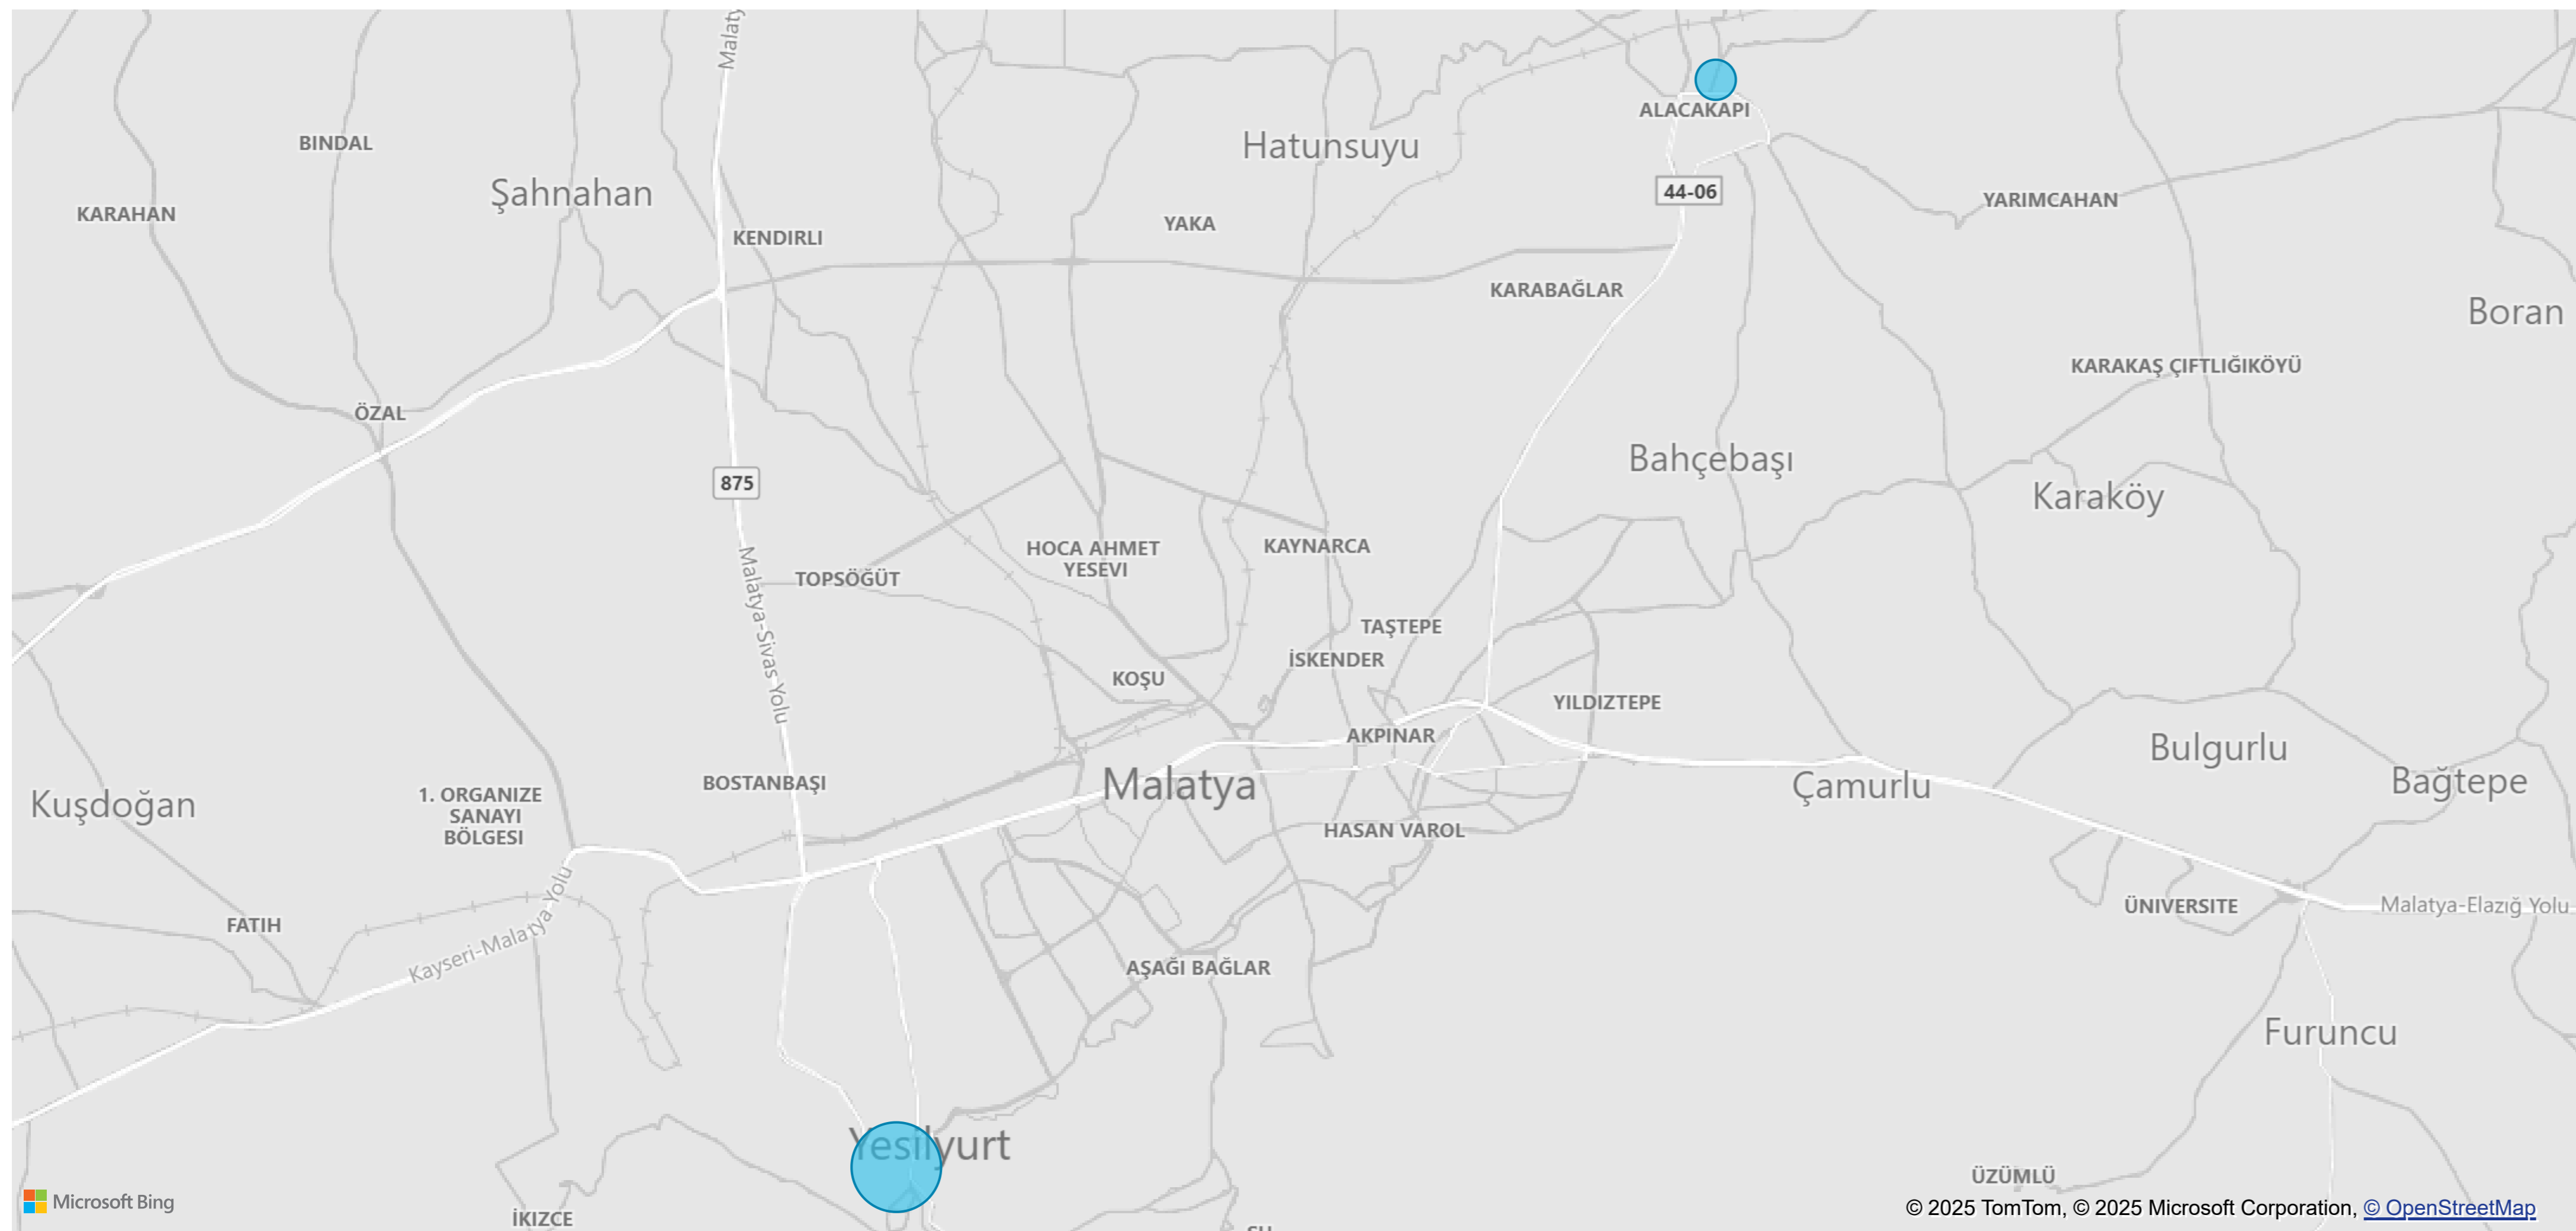 Malaty
ALACAKAPI
BINDAL
Hatunsuyu
Şahnahan
44-06
YARIMCAHAN
KARAHAN
YAKA
KENDIRLI
KARABAĞLAR
Boran
KARAKAŞ ÇIFTLIĞIKÖYÜ
ÖZAL
Bahçebaşı
875
Karaköy
HOCA AHMET
YESEVI
KAYNARCA
TOPSÖĞÜT
Malatya-Sivas Yolu
TAŞTEPE
İSKENDER
KOŞU
YILDIZTEPE
AKPINAR
Bulgurlu
BOSTANBAŞI
Malatya
Çamurlu
Bağtepe
Kuşdoğan
1. ORGANIZE
SANAYI
BÖLGESI
HASAN VAROL
ÜNIVERSITE
Malatya-Elazığ Yolu
FATIH
Kayseri-Malatya Yolu
AŞAĞI BAĞLAR
Furuncu
Yesilyurt
ÜZÜMLÜ
Microsoft Bing
İKIZCE
© 2025 TomTom, © 2025 Microsoft Corporation, © OpenStreetMap